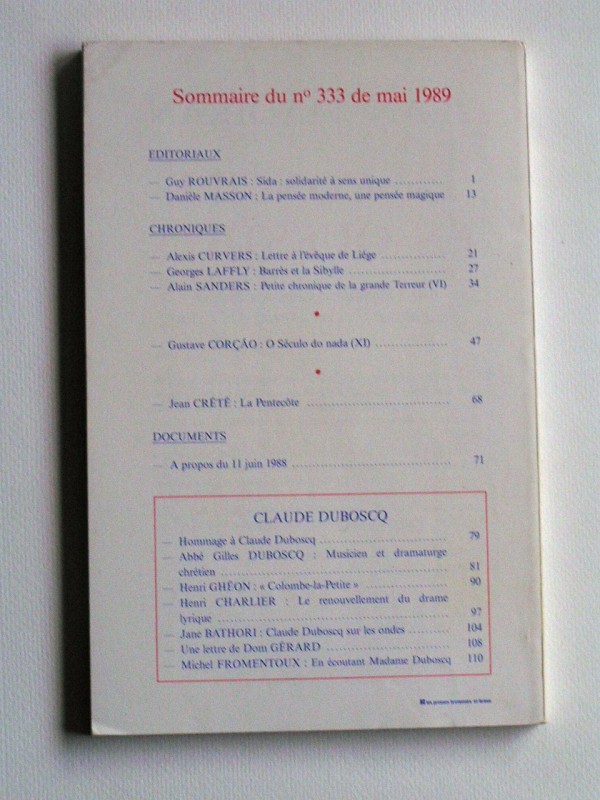 Sommaire du nº 333 de mai 1989
EDITORIAUX
— Guy ROUVRAIS : Sida : solidarité à sens unique ............ 1
— Danièle MASSON : La pensée moderne, une pensée magique 13
CHRONIQUES
— Alexis CURVERS : Lettre à l'évêque de Liège ................ 21
— Georges LAFFLY : Barrès et la Sibylle ........................ 27
— Alain SANDERS : Petite chronique de la grande Terreur (VI) 34
— Gustave CORÇÃO : O Século do nada (XI) .................. 47
— Jean CRÉTÉ : La Pentecôte .................................... 68
DOCUMENTS
— A propos du 11 juin 1988 ........................................ 71
CLAUDE DUBOSCQ
— Hommage à Claude Duboscq ................................ 79
— Abbé Gilles DUBOSCQ : Musicien et dramaturge
chrétien ........................................................ 81
— Henri GHÉON : « Colombe-la-Petite » .................... 90
— Henri CHARLIER : Le renouvellement du drame
lyrique .......................................................... 97
— Jane BATHORI : Claude Duboscq sur les ondes .......... 104
— Une lettre de Dom GÉRARD ................................ 108
— Michel FROMENTOUX : En écoutant Madame Duboscq 110